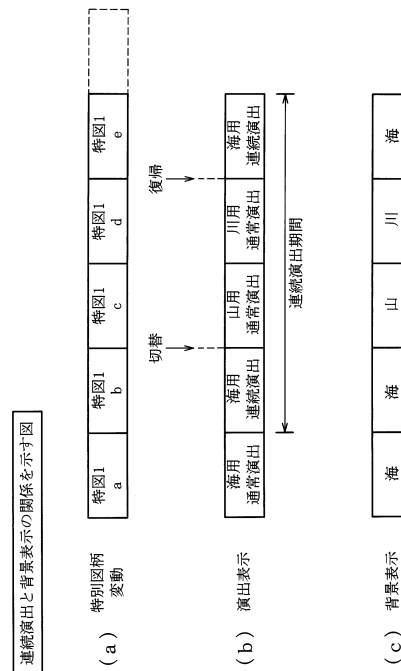 連続演出と背景表示の関係を示す図
(a)
特別図柄
変動
特図1
a
特図1
b
特図1
c
特図1
d
特図1
e
切替
復帰
(b)
演出表示
海用
通常演出
海用
連続演出
山用
通常演出
川用
通常演出
海用
連続演出
連続演出期間
(c)
背景表示
海
海
山
川
海